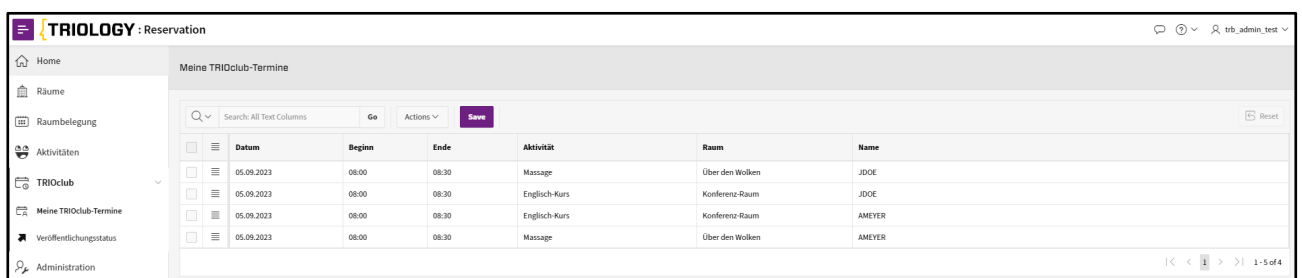 TRIOLOGY : Reservation
trb_admin_test
Home
Räume
Raumbelegung
Aktivitäten
TRIOclub
Meine TRIOclub-Termine
Veröffentlichungsstatus
Administration
Meine TRIOclub-Termine
Search: All Text Columns Go Actions Save Reset
Datum Beginn Ende Aktivität Raum Name
05.09.2023 08:00 08:30 Massage Über den Wolken JDOE
05.09.2023 08:00 08:30 Englisch-Kurs Konferenz-Raum JDOE
05.09.2023 08:00 08:30 Englisch-Kurs Konferenz-Raum AMEYER
05.09.2023 08:00 08:30 Massage Über den Wolken AMEYER
1 1 - 5 of 4